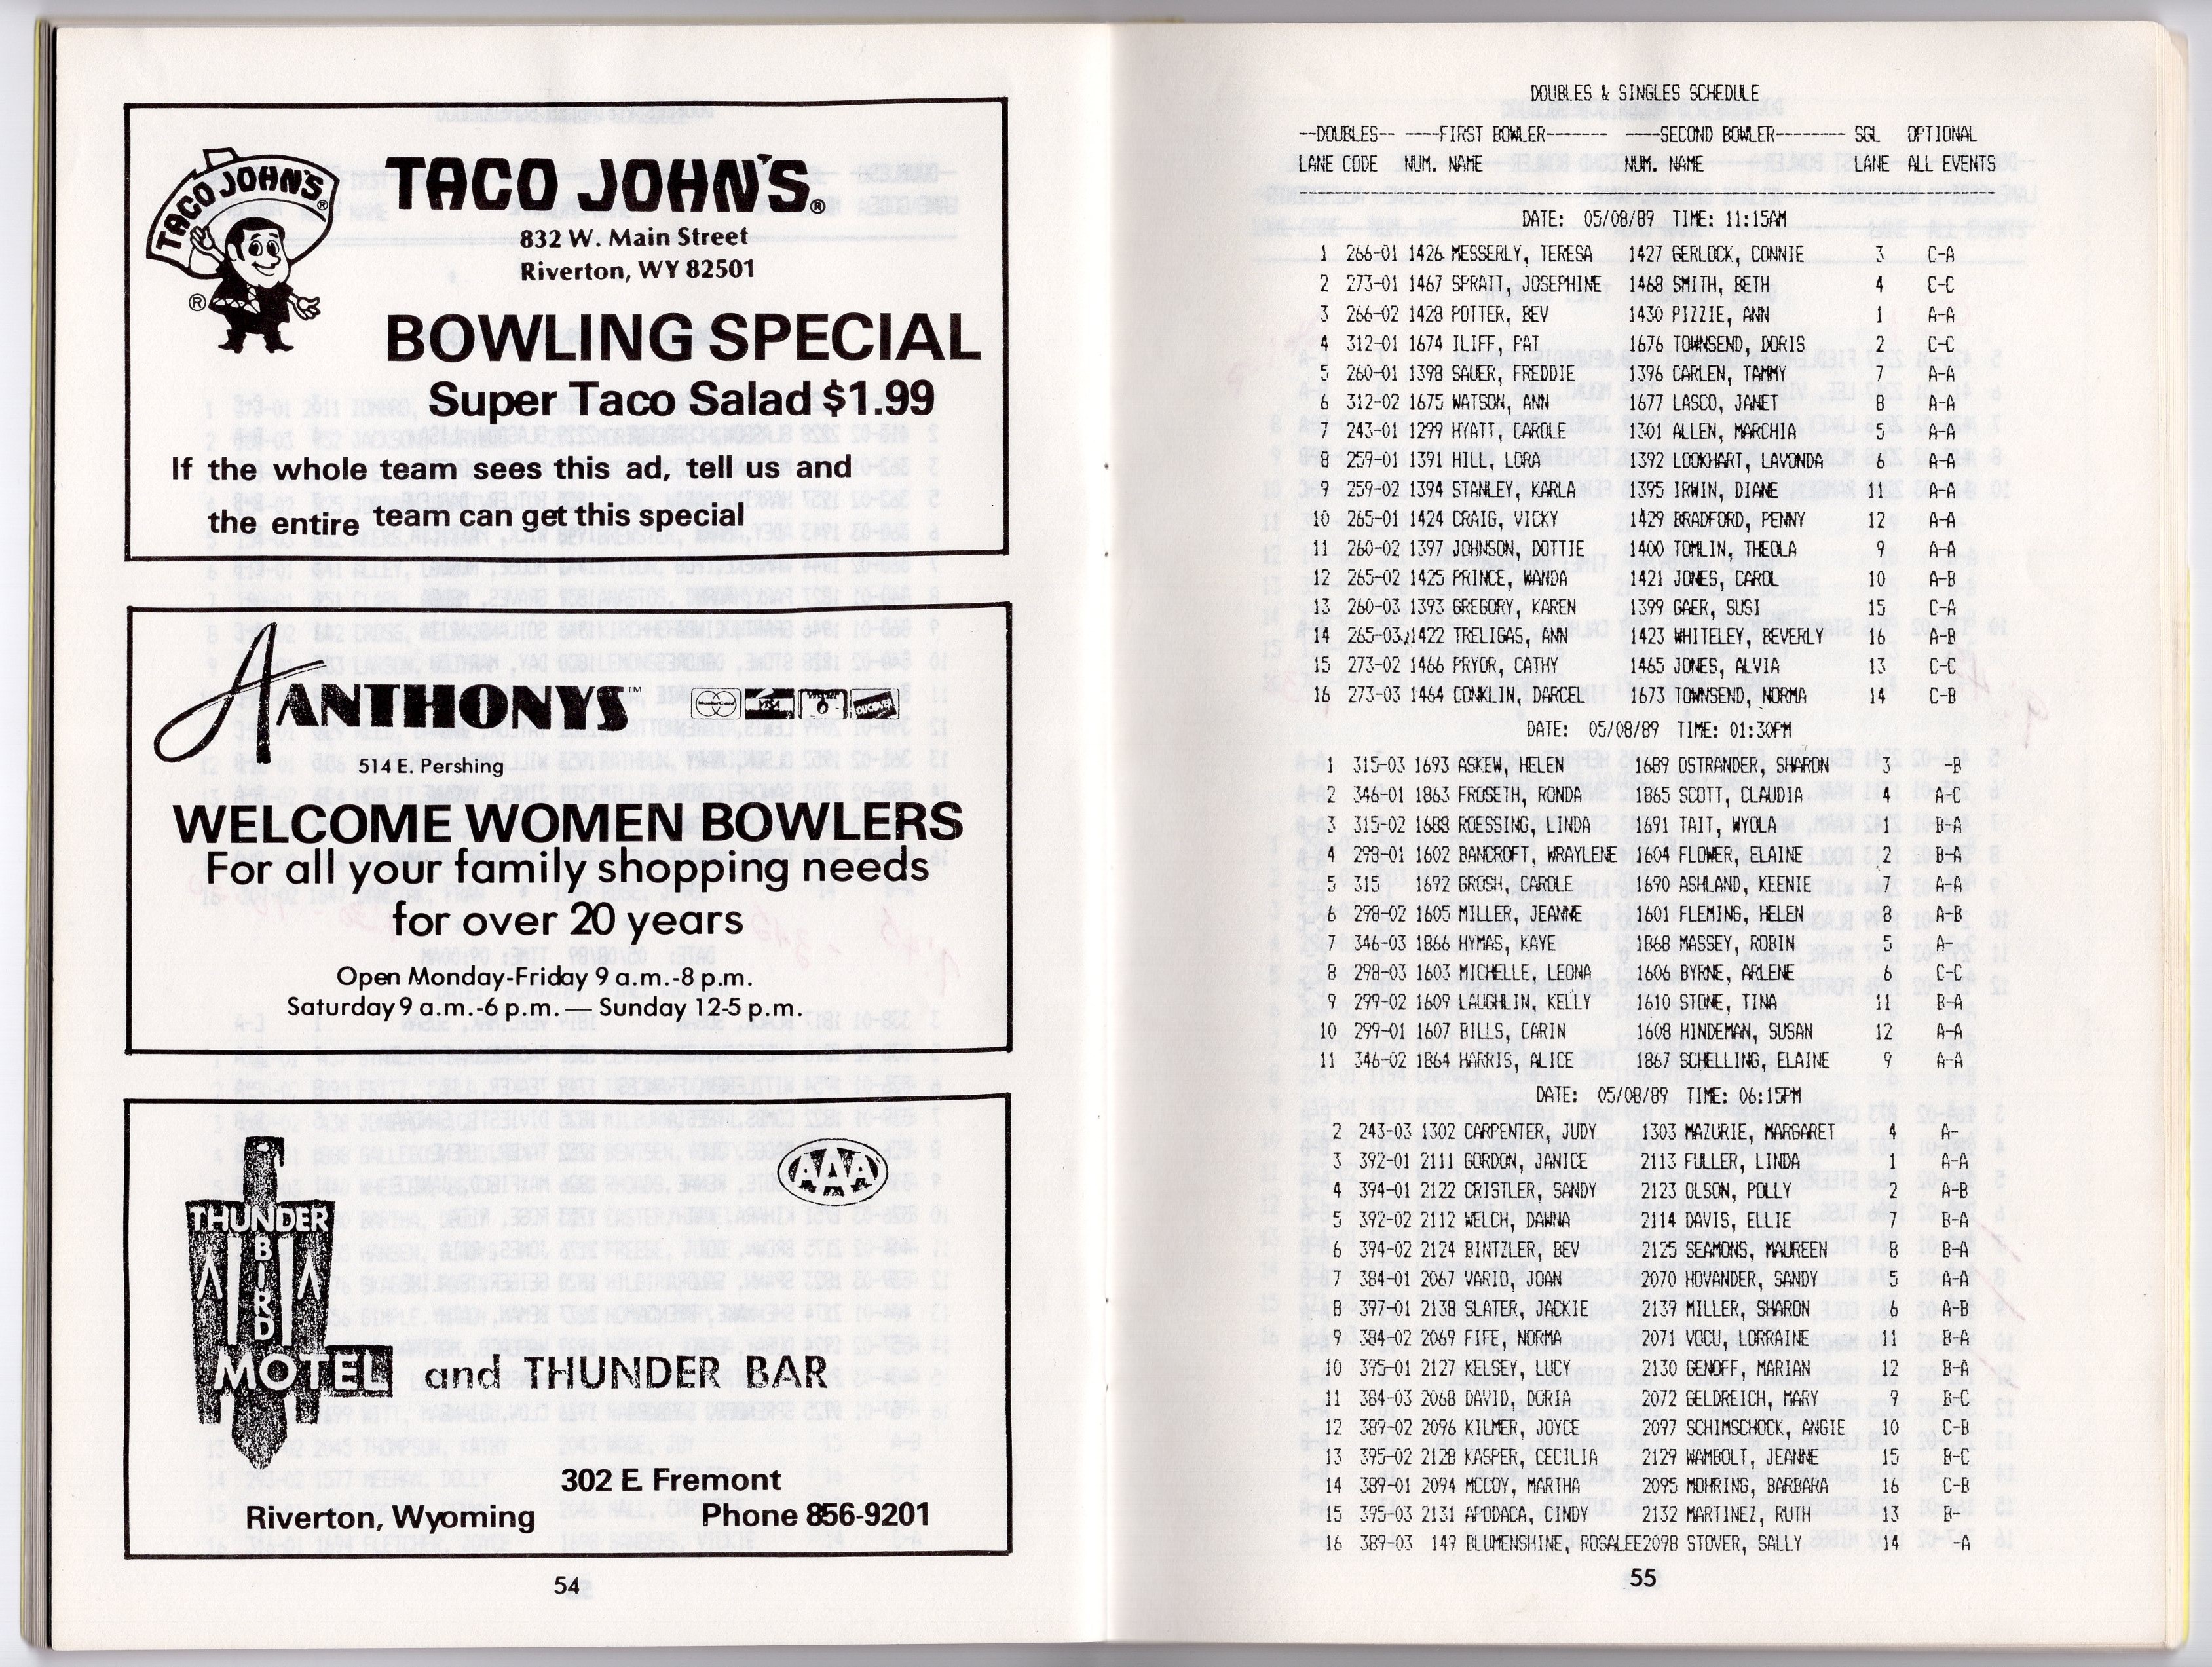 TACO JOHN'S ®
®
TACO JOHN'S®
832 W. Main Street
Riverton, WY 82501
BOWLING SPECIAL
Super Taco Salad $1.99
If the whole team sees this ad, tell us and
the entire team can get this special
A ANTHONYS™
VISA DISCOVER
514 E. Pershing
WELCOME WOMEN BOWLERS
For all your family shopping needs
for over 20 years
Open Monday-Friday 9 a.m.-8 p.m.
Saturday 9 a.m.-6 p.m. — Sunday 12-5 p.m.
AAA
THUNDER
BIRD
MOTEL and THUNDER BAR
302 E Fremont
Riverton, Wyoming Phone 856-9201
54
DOUBLES & SINGLES SCHEDULE
--DOUBLES-- ----FIRST BOWLER------- ----SECOND BOWLER-------- SGL OPTIONAL
LANE CODE NUM. NAME NUM. NAME LANE ALL EVENTS
DATE: 05/08/89 TIME: 11:15AM
1 266-01 1426 MESSERLY, TERESA 1427 GERLOCK, CONNIE 3 C-A
2 273-01 1467 SPRATT, JOSEPHINE 1468 SMITH, BETH 4 C-C
3 266-02 1428 POTTER, BEV 1430 PIZZIE, ANN 1 A-A
4 312-01 1674 ILIFF, PAT 1676 TOWNSEND, DORIS 2 C-C
5 260-01 1398 SAUER, FREDDIE 1396 CARLEN, TAMMY 7 A-A
6 312-02 1675 WATSON, ANN 1677 LASCO, JANET 8 A-A
7 243-01 1299 HYATT, CAROLE 1301 ALLEN, MARCHIA 5 A-A
8 259-01 1391 HILL, LORA 1392 LOOKHART, LAVONDA 6 A-A
9 259-02 1394 STANLEY, KARLA 1395 IRWIN, DIANE 11 A-A
10 265-01 1424 CRAIG, VICKY 1429 BRADFORD, PENNY 12 A-A
11 260-02 1397 JOHNSON, DOTTIE 1400 TOMLIN, THEOLA 9 A-A
12 265-02 1425 PRINCE, WANDA 1421 JONES, CAROL 10 A-B
13 260-03 1393 GREGORY, KAREN 1399 GAER, SUSI 15 C-A
14 265-03 1422 TRELIGAS, ANN 1423 WHITELEY, BEVERLY 16 A-B
15 273-02 1466 PRYOR, CATHY 1465 JONES, ALVIA 13 C-C
16 273-03 1464 CONKLIN, DARCEL 1673 TOWNSEND, NORMA 14 C-B
DATE: 05/08/89 TIME: 01:30PM
1 315-03 1693 ASKEW, HELEN 1689 OSTRANDER, SHARON 3 -B
2 346-01 1863 FROSETH, RONDA 1865 SCOTT, CLAUDIA 4 A-C
3 315-02 1688 ROESSING, LINDA 1691 TAIT, WYOLA 1 B-A
4 298-01 1602 BANCROFT, WRAYLENE 1604 FLOWER, ELAINE 2 B-A
5 315 1692 GROSH, CAROLE 1690 ASHLAND, KEENIE 7 A-A
6 298-02 1605 MILLER, JEANNE 1601 FLEMING, HELEN 8 A-B
7 346-03 1866 HYMAS, KAYE 1868 MASSEY, ROBIN 5 A-
8 298-03 1603 MICHELLE, LEONA 1606 BYRNE, ARLENE 6 C-C
9 299-02 1609 LAUGHLIN, KELLY 1610 STONE, TINA 11 B-A
10 299-01 1607 BILLS, CARIN 1608 HINDEMAN, SUSAN 12 A-A
11 346-02 1864 HARRIS, ALICE 1867 SCHELLING, ELAINE 9 A-A
DATE: 05/08/89 TIME: 06:15PM
2 243-03 1302 CARPENTER, JUDY 1303 MAZURIE, MARGARET 4 A-
3 392-01 2111 GORDON, JANICE 2113 FULLER, LINDA 1 A-A
4 394-01 2122 CRISTLER, SANDY 2123 OLSON, POLLY 2 A-B
5 392-02 2112 WELCH, DAWNA 2114 DAVIS, ELLIE 7 B-A
6 394-02 2124 BINTZLER, BEV 2125 SEAMONS, MAUREEN 8 B-A
7 384-01 2067 VARIO, JOAN 2070 HOVANDER, SANDY 5 A-A
8 397-01 2138 SLATER, JACKIE 2139 MILLER, SHARON 6 A-B
9 384-02 2069 FIFE, NORMA 2071 VOCU, LORRAINE 11 B-A
10 395-01 2127 KELSEY, LUCY 2130 GENOFF, MARIAN 12 B-A
11 384-03 2068 DAVID, DORIA 2072 GELDREICH, MARY 9 B-C
12 389-02 2096 KILMER, JOYCE 2097 SCHIMSCHOCK, ANGIE 10 C-B
13 395-02 2128 KASPER, CECILIA 2129 WAMBOLT, JEANNE 15 B-C
14 389-01 2094 MCCOY, MARTHA 2095 MOHRING, BARBARA 16 C-B
15 395-03 2131 APODACA, CINDY 2132 MARTINEZ, RUTH 13 B-
16 389-03 149 BLUMENSHINE, ROSALEE2098 STOVER, SALLY 14 -A
55